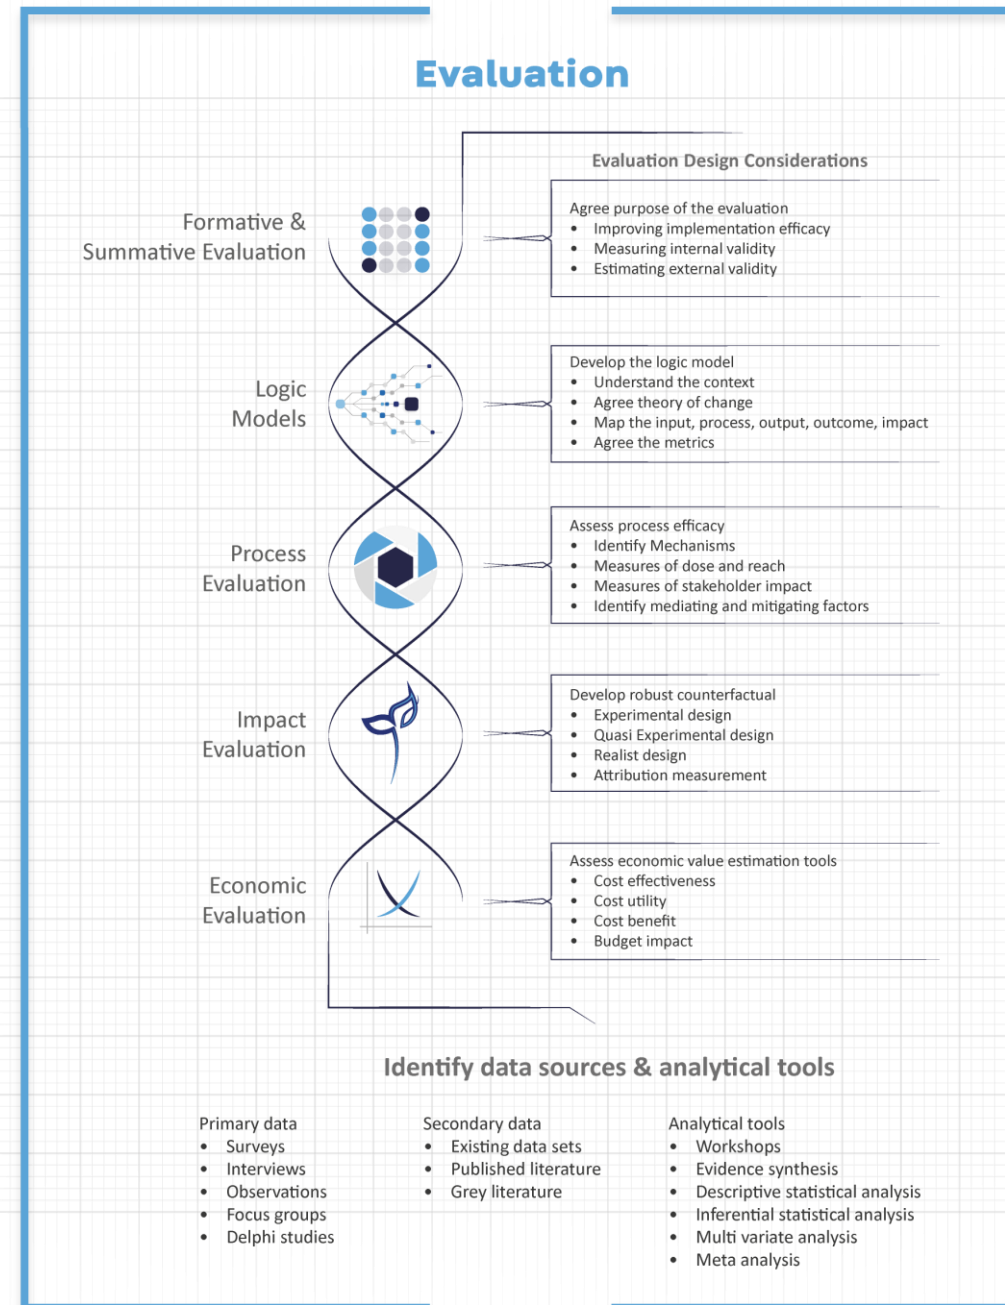 Evaluation
Evaluation Design Considerations
Formative &
Summative Evaluation
Agree purpose of the evaluation
• Improving implementation efficacy
• Measuring internal validity
• Estimating external validity
Logic
Models
Develop the logic model
• Understand the context
• Agree theory of change
• Map the input, process, output, outcome, impact
• Agree the metrics
Process
Evaluation
Assess process efficacy
• Identify Mechanisms
• Measures of dose and reach
• Measures of stakeholder impact
• Identify mediating and mitigating factors
Impact
Evaluation
Develop robust counterfactual
• Experimental design
• Quasi Experimental design
• Realist design
• Attribution measurement
Economic
Evaluation
Assess economic value estimation tools
• Cost effectiveness
• Cost utility
• Cost benefit
• Budget impact
Identify data sources & analytical tools
Primary data
• Surveys
• Interviews
• Observations
• Focus groups
• Delphi studies
Secondary data
• Existing data sets
• Published literature
• Grey literature
Analytical tools
• Workshops
• Evidence synthesis
• Descriptive statistical analysis
• Inferential statistical analysis
• Multi variate analysis
• Meta analysis